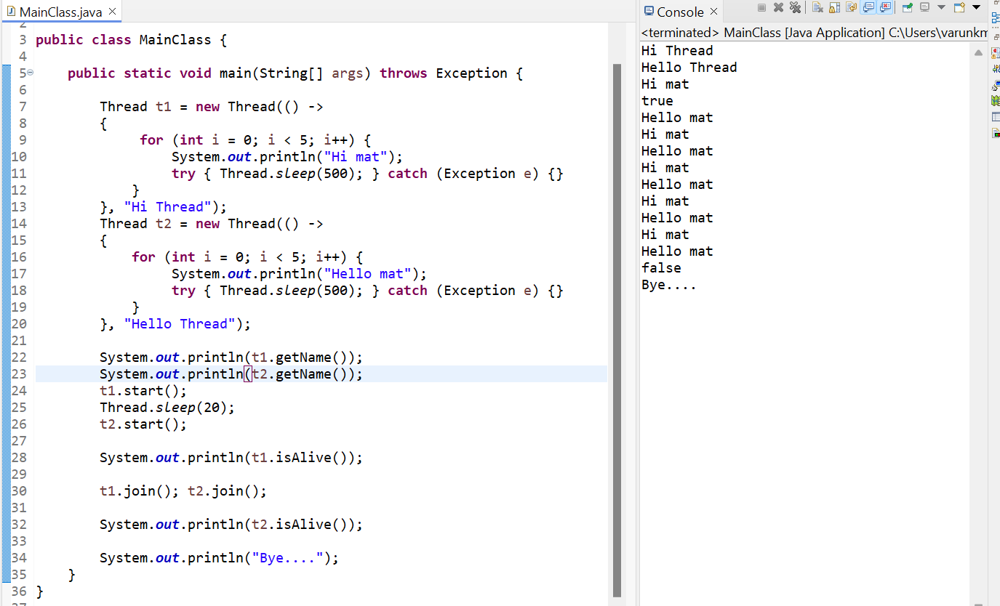 MainClass.java
2
3 public class MainClass {
4
5 public static void main(String[] args) throws Exception {
6
7 Thread t1 = new Thread(() ->
8 {
9 for (int i = 0; i < 5; i++) {
10 System.out.println("Hi mat");
11 try { Thread.sleep(500); } catch (Exception e) {}
12 }
13 }, "Hi Thread");
14 Thread t2 = new Thread(() ->
15 {
16 for (int i = 0; i < 5; i++) {
17 System.out.println("Hello mat");
18 try { Thread.sleep(500); } catch (Exception e) {}
19 }
20 }, "Hello Thread");
21
22 System.out.println(t1.getName());
23 System.out.println(t2.getName());
24 t1.start();
25 Thread.sleep(20);
26 t2.start();
27
28 System.out.println(t1.isAlive());
29
30 t1.join(); t2.join();
31
32 System.out.println(t2.isAlive());
33
34 System.out.println("Bye....");
35 }
36 }
Console
<terminated> MainClass [Java Application] C:\Users\varunkm
Hi Thread
Hello Thread
Hi mat
true
Hello mat
Hi mat
Hello mat
Hi mat
Hello mat
Hi mat
Hello mat
Hi mat
Hello mat
false
Bye....